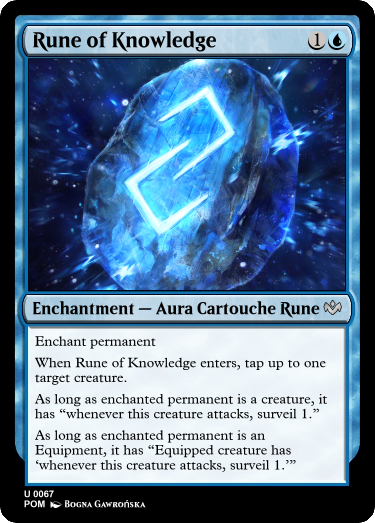 Rune of Knowledge 1
Enchantment — Aura Cartouche Rune
Enchant permanent
When Rune of Knowledge enters, tap up to one
target creature.
As long as enchanted permanent is a creature, it
has “whenever this creature attacks, surveil 1.”
As long as enchanted permanent is an
Equipment, it has “Equipped creature has
‘whenever this creature attacks, surveil 1.’”
U 0067
POM Bogna Gawrońska